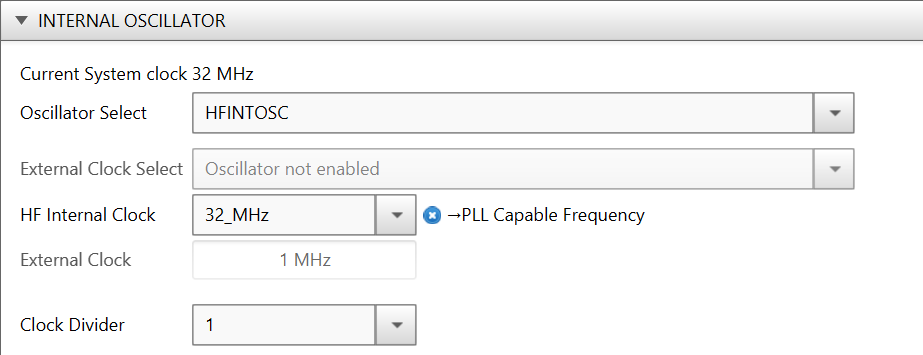 INTERNAL OSCILLATOR
Current System clock 32 MHz
Oscillator Select HFINTOSC
External Clock Select Oscillator not enabled
HF Internal Clock 32_MHz →PLL Capable Frequency
External Clock 1 MHz
Clock Divider 1